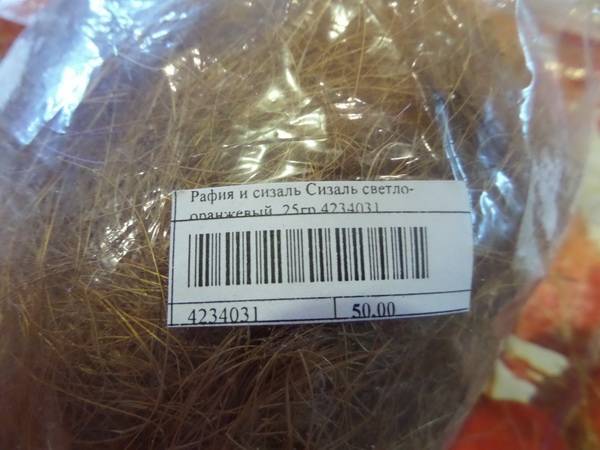 Рафия и сизаль Сизаль светло-
оранжевый, 25гр 4234031
4234031
50.00